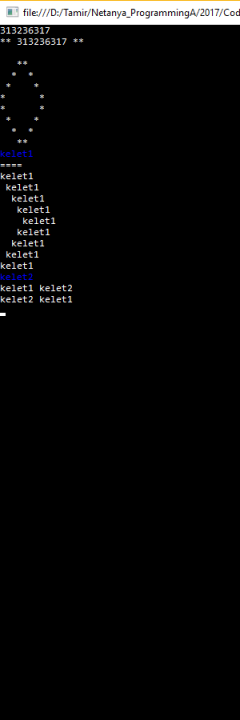 file:///D:/Tamir/Netanya_ProgrammingA/2017/Cod
313236317
** 313236317 **
   **
  *  *
 *    *
*      *
*      *
 *    *
  *  *
   **
kelet1
====
kelet1
 kelet1
  kelet1
   kelet1
    kelet1
   kelet1
  kelet1
 kelet1
kelet1
kelet2
kelet1 kelet2
kelet2 kelet1